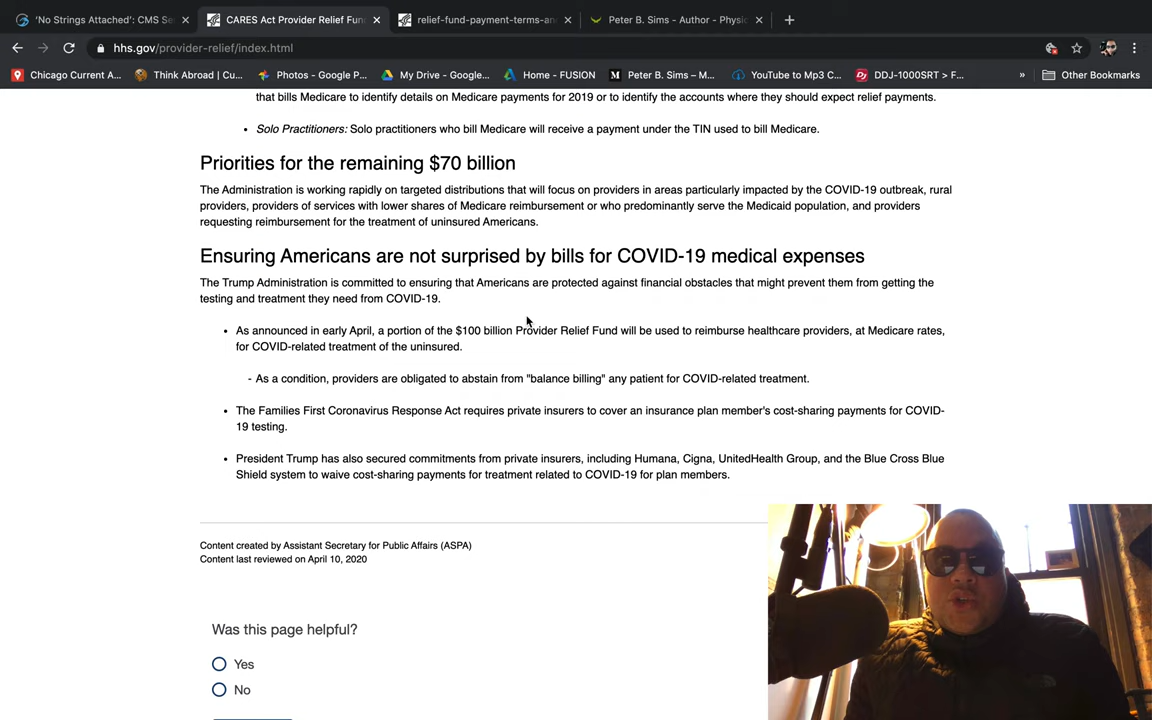 'No Strings Attached': CMS Se
CARES Act Provider Relief Fun
relief-fund-payment-terms-an
Peter B. Sims - Author - Physic
hhs.gov/provider-relief/index.html
Chicago Current A...
Think Abroad | Cu...
Photos - Google P...
My Drive - Google...
Home - FUSION
Peter B. Sims – M...
YouTube to Mp3 C...
DDJ-1000SRT > F...
»
Other Bookmarks
that bills Medicare to identify details on Medicare payments for 2019 or to identify the accounts where they should expect relief payments.
• Solo Practitioners: Solo practitioners who bill Medicare will receive a payment under the TIN used to bill Medicare.
Priorities for the remaining $70 billion
The Administration is working rapidly on targeted distributions that will focus on providers in areas particularly impacted by the COVID-19 outbreak, rural
providers, providers of services with lower shares of Medicare reimbursement or who predominantly serve the Medicaid population, and providers
requesting reimbursement for the treatment of uninsured Americans.
Ensuring Americans are not surprised by bills for COVID-19 medical expenses
The Trump Administration is committed to ensuring that Americans are protected against financial obstacles that might prevent them from getting the
testing and treatment they need from COVID-19.
• As announced in early April, a portion of the $100 billion Provider Relief Fund will be used to reimburse healthcare providers, at Medicare rates,
for COVID-related treatment of the uninsured.
- As a condition, providers are obligated to abstain from "balance billing" any patient for COVID-related treatment.
• The Families First Coronavirus Response Act requires private insurers to cover an insurance plan member's cost-sharing payments for COVID-
19 testing.
• President Trump has also secured commitments from private insurers, including Humana, Cigna, UnitedHealth Group, and the Blue Cross Blue
Shield system to waive cost-sharing payments for treatment related to COVID-19 for plan members.
Content created by Assistant Secretary for Public Affairs (ASPA)
Content last reviewed on April 10, 2020
Was this page helpful?
Yes
No